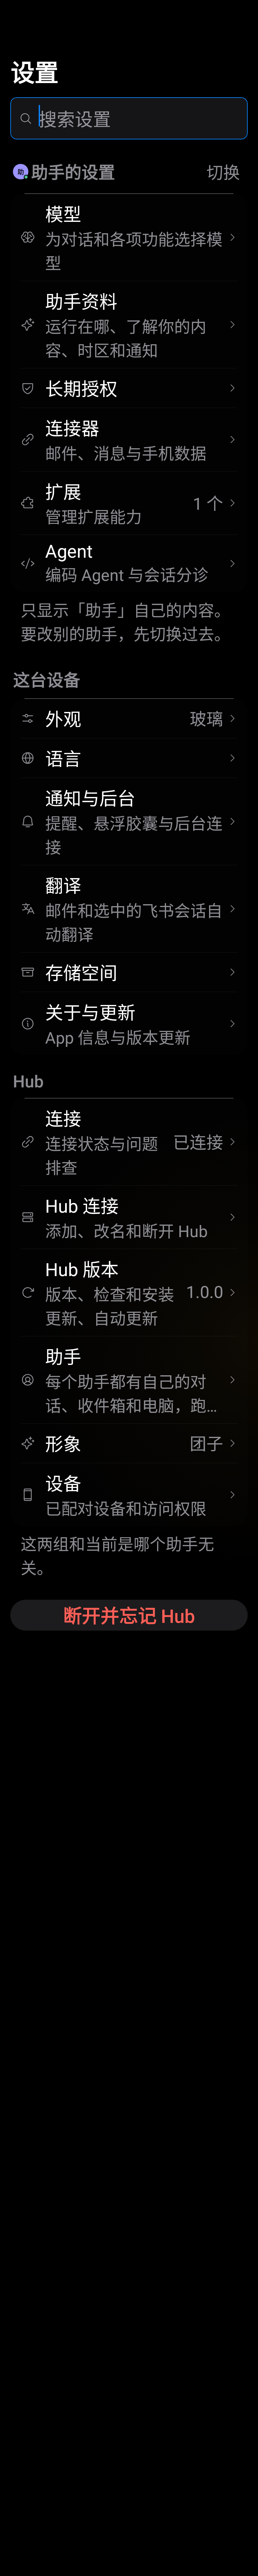 设置
搜索设置
助 助手的设置 切换
模型
为对话和各项功能选择模
型
助手资料
运行在哪、了解你的内
容、时区和通知
长期授权
连接器
邮件、消息与手机数据
扩展
管理扩展能力
1 个
Agent
编码 Agent 与会话分诊
只显示「助手」自己的内容。
要改别的助手，先切换过去。
这台设备
外观 玻璃
语言
通知与后台
提醒、悬浮胶囊与后台连
接
翻译
邮件和选中的飞书会话自
动翻译
存储空间
关于与更新
App 信息与版本更新
Hub
连接
连接状态与问题
排查
已连接
Hub 连接
添加、改名和断开 Hub
Hub 版本
版本、检查和安装
更新、自动更新
1.0.0
助手
每个助手都有自己的对
话、收件箱和电脑，跑…
形象 团子
设备
已配对设备和访问权限
这两组和当前是哪个助手无
关。
断开并忘记 Hub